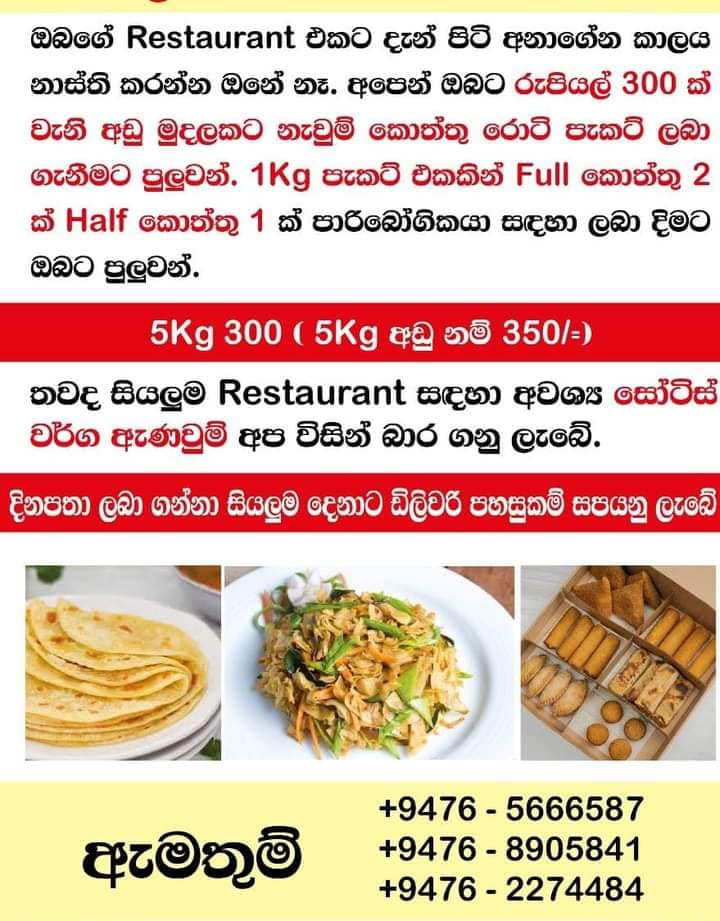 ඔබගේ Restaurant එකට දැන් පිටි අනාගේන කාලය
නාස්ති කරන්න ඔනේ නෑ. අපෙන් ඔබට රුපියල් 300 ක්
වැනි අඩු මුදලකට නැවුම් කොත්තු රොටි පැකට් ලබා
ගැනීමට පුලුවන්. 1Kg පැකට් එකකින් Full කොත්තු 2
ක් Half කොත්තු 1 ක් පාරිබෝගිකයා සඳහා ලබා දිමට
ඔබට පුලුවන්.
5Kg 300 ( 5Kg අඩු නම් 350/=)
තවද සියලුම Restaurant සඳහා අවශ්‍ය සෝට්ස්
වර්ග ඇණවුම් අප විසින් බාර ගනු ලැබේ.
දිනපතා ලබා ගන්නා සියලුම දෙනාට ඩිලිවරි පහසුකම් සපයනු ලැබේ
ඇමතුම්
+9476 - 5666587
+9476 - 8905841
+9476 - 2274484